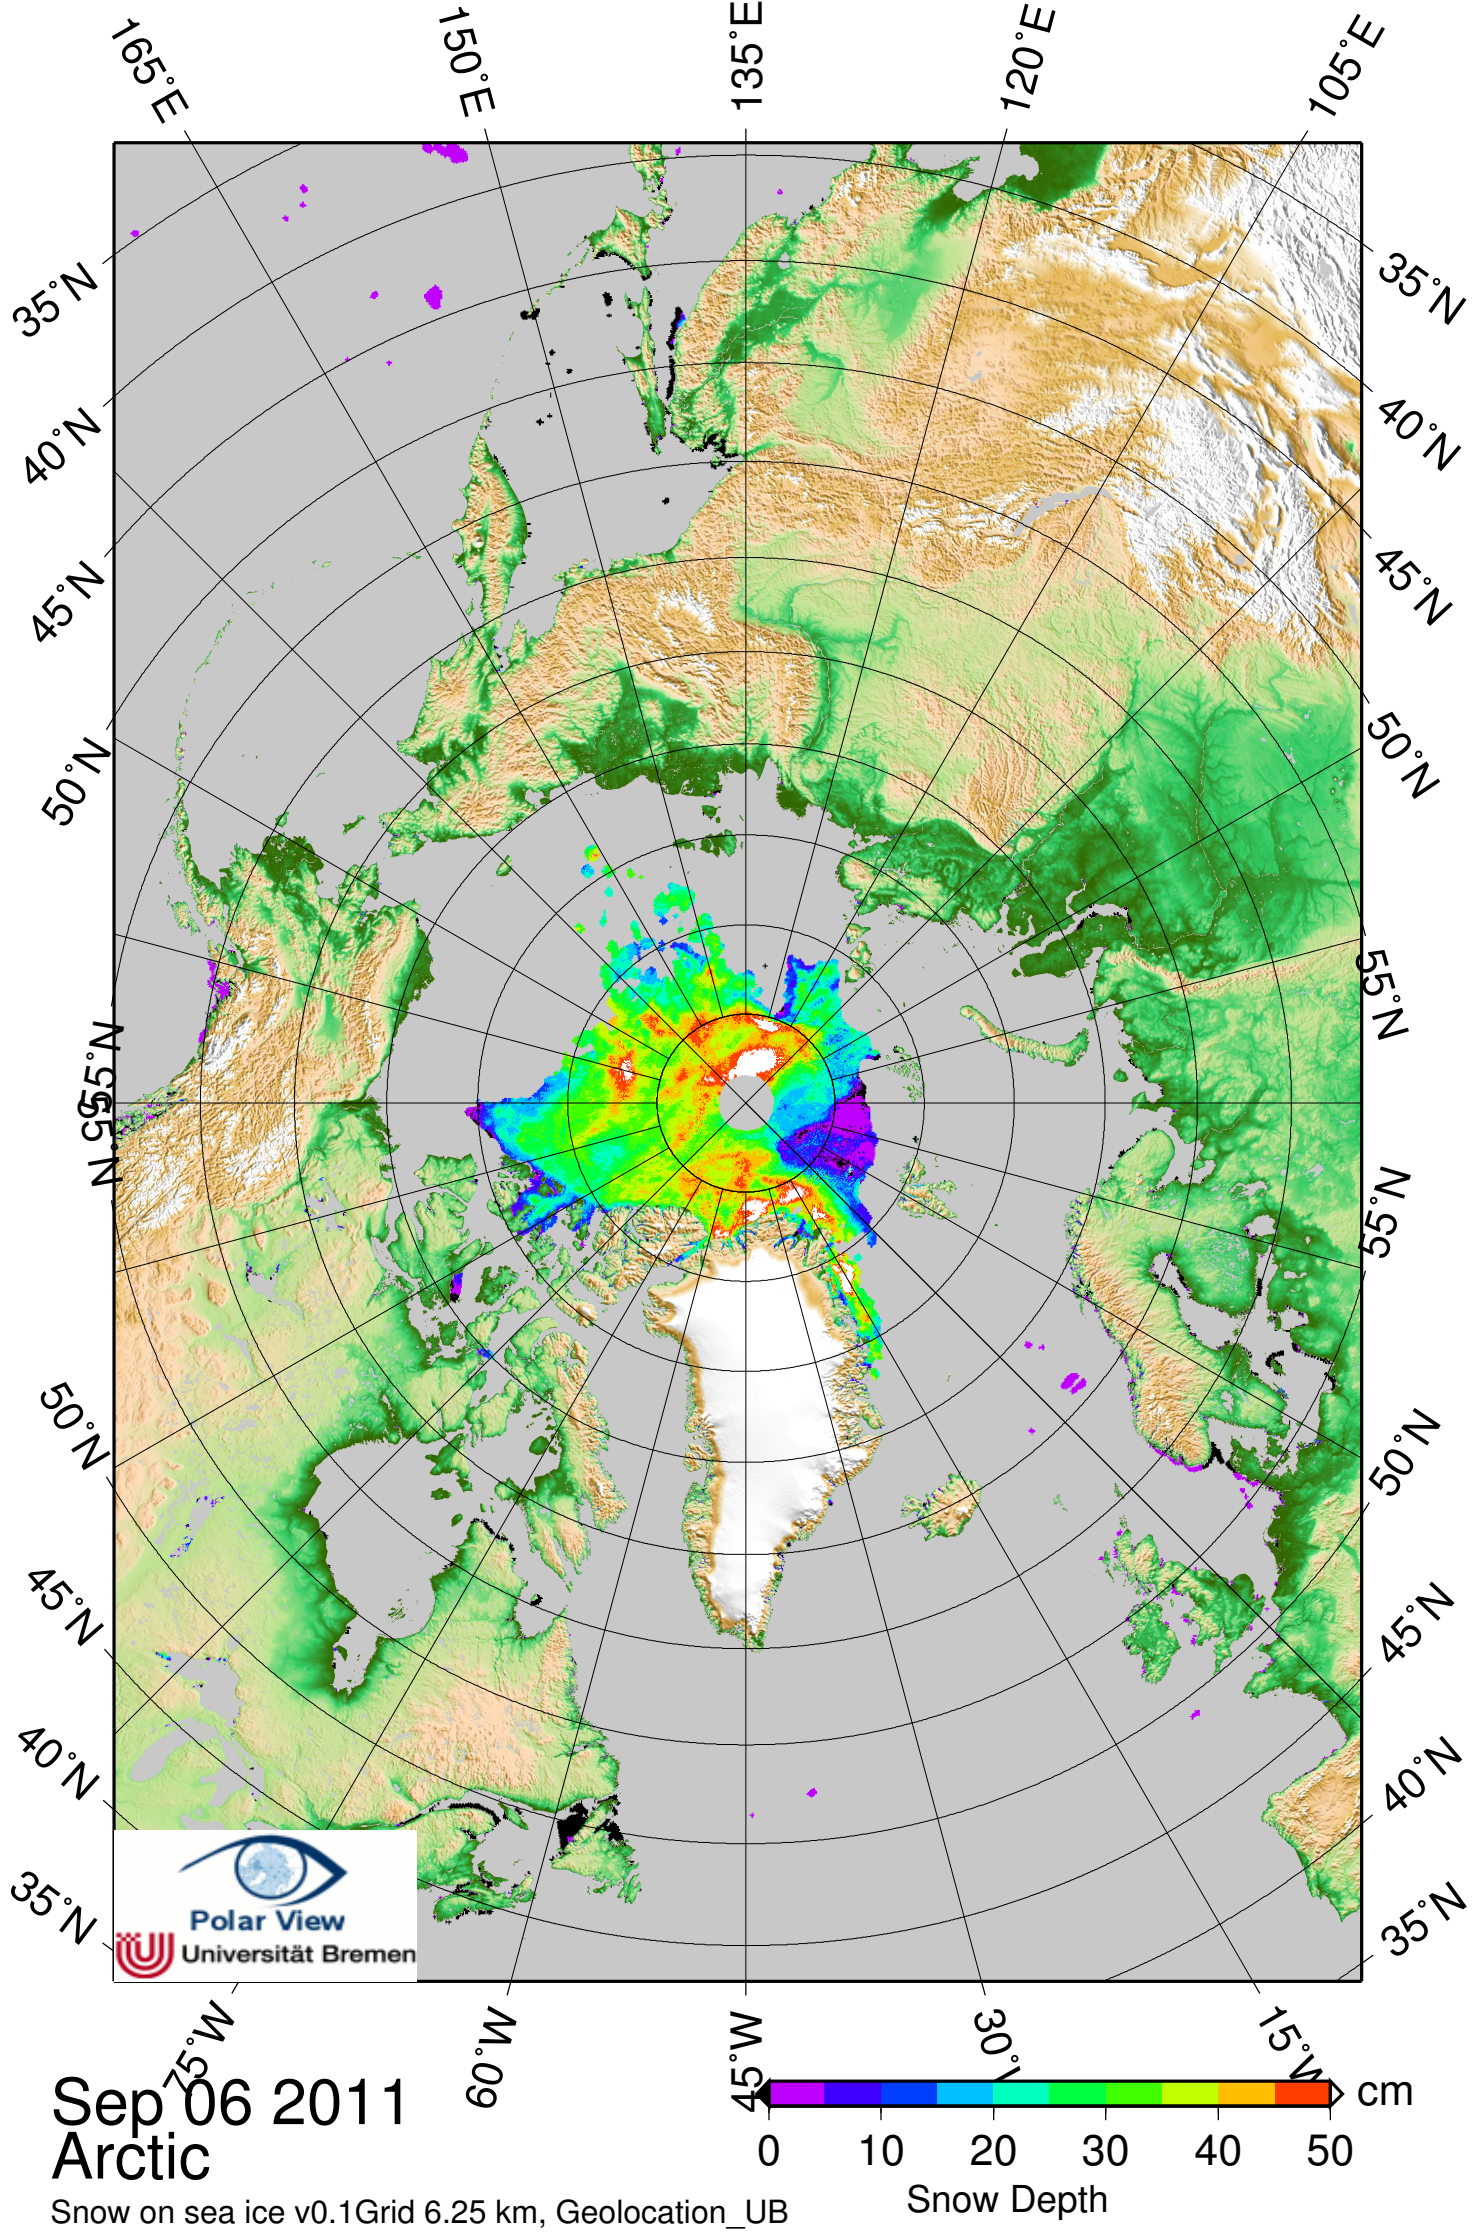 165°E 150°E 135°E 120°E 105°E
35°N 35°N
40°N 40°N
45°N 45°N
50°N 50°N
55°N 55°N
55°N 55°N
50°N 50°N
45°N 45°N
40°N 40°N
35°N 35°N
Polar View
Universität Bremen
75°W 60°W 45°W 30°W 15°W
Sep 06 2011
Arctic
cm
0 10 20 30 40 50
Snow Depth
Snow on sea ice v0.1Grid 6.25 km, Geolocation_UB